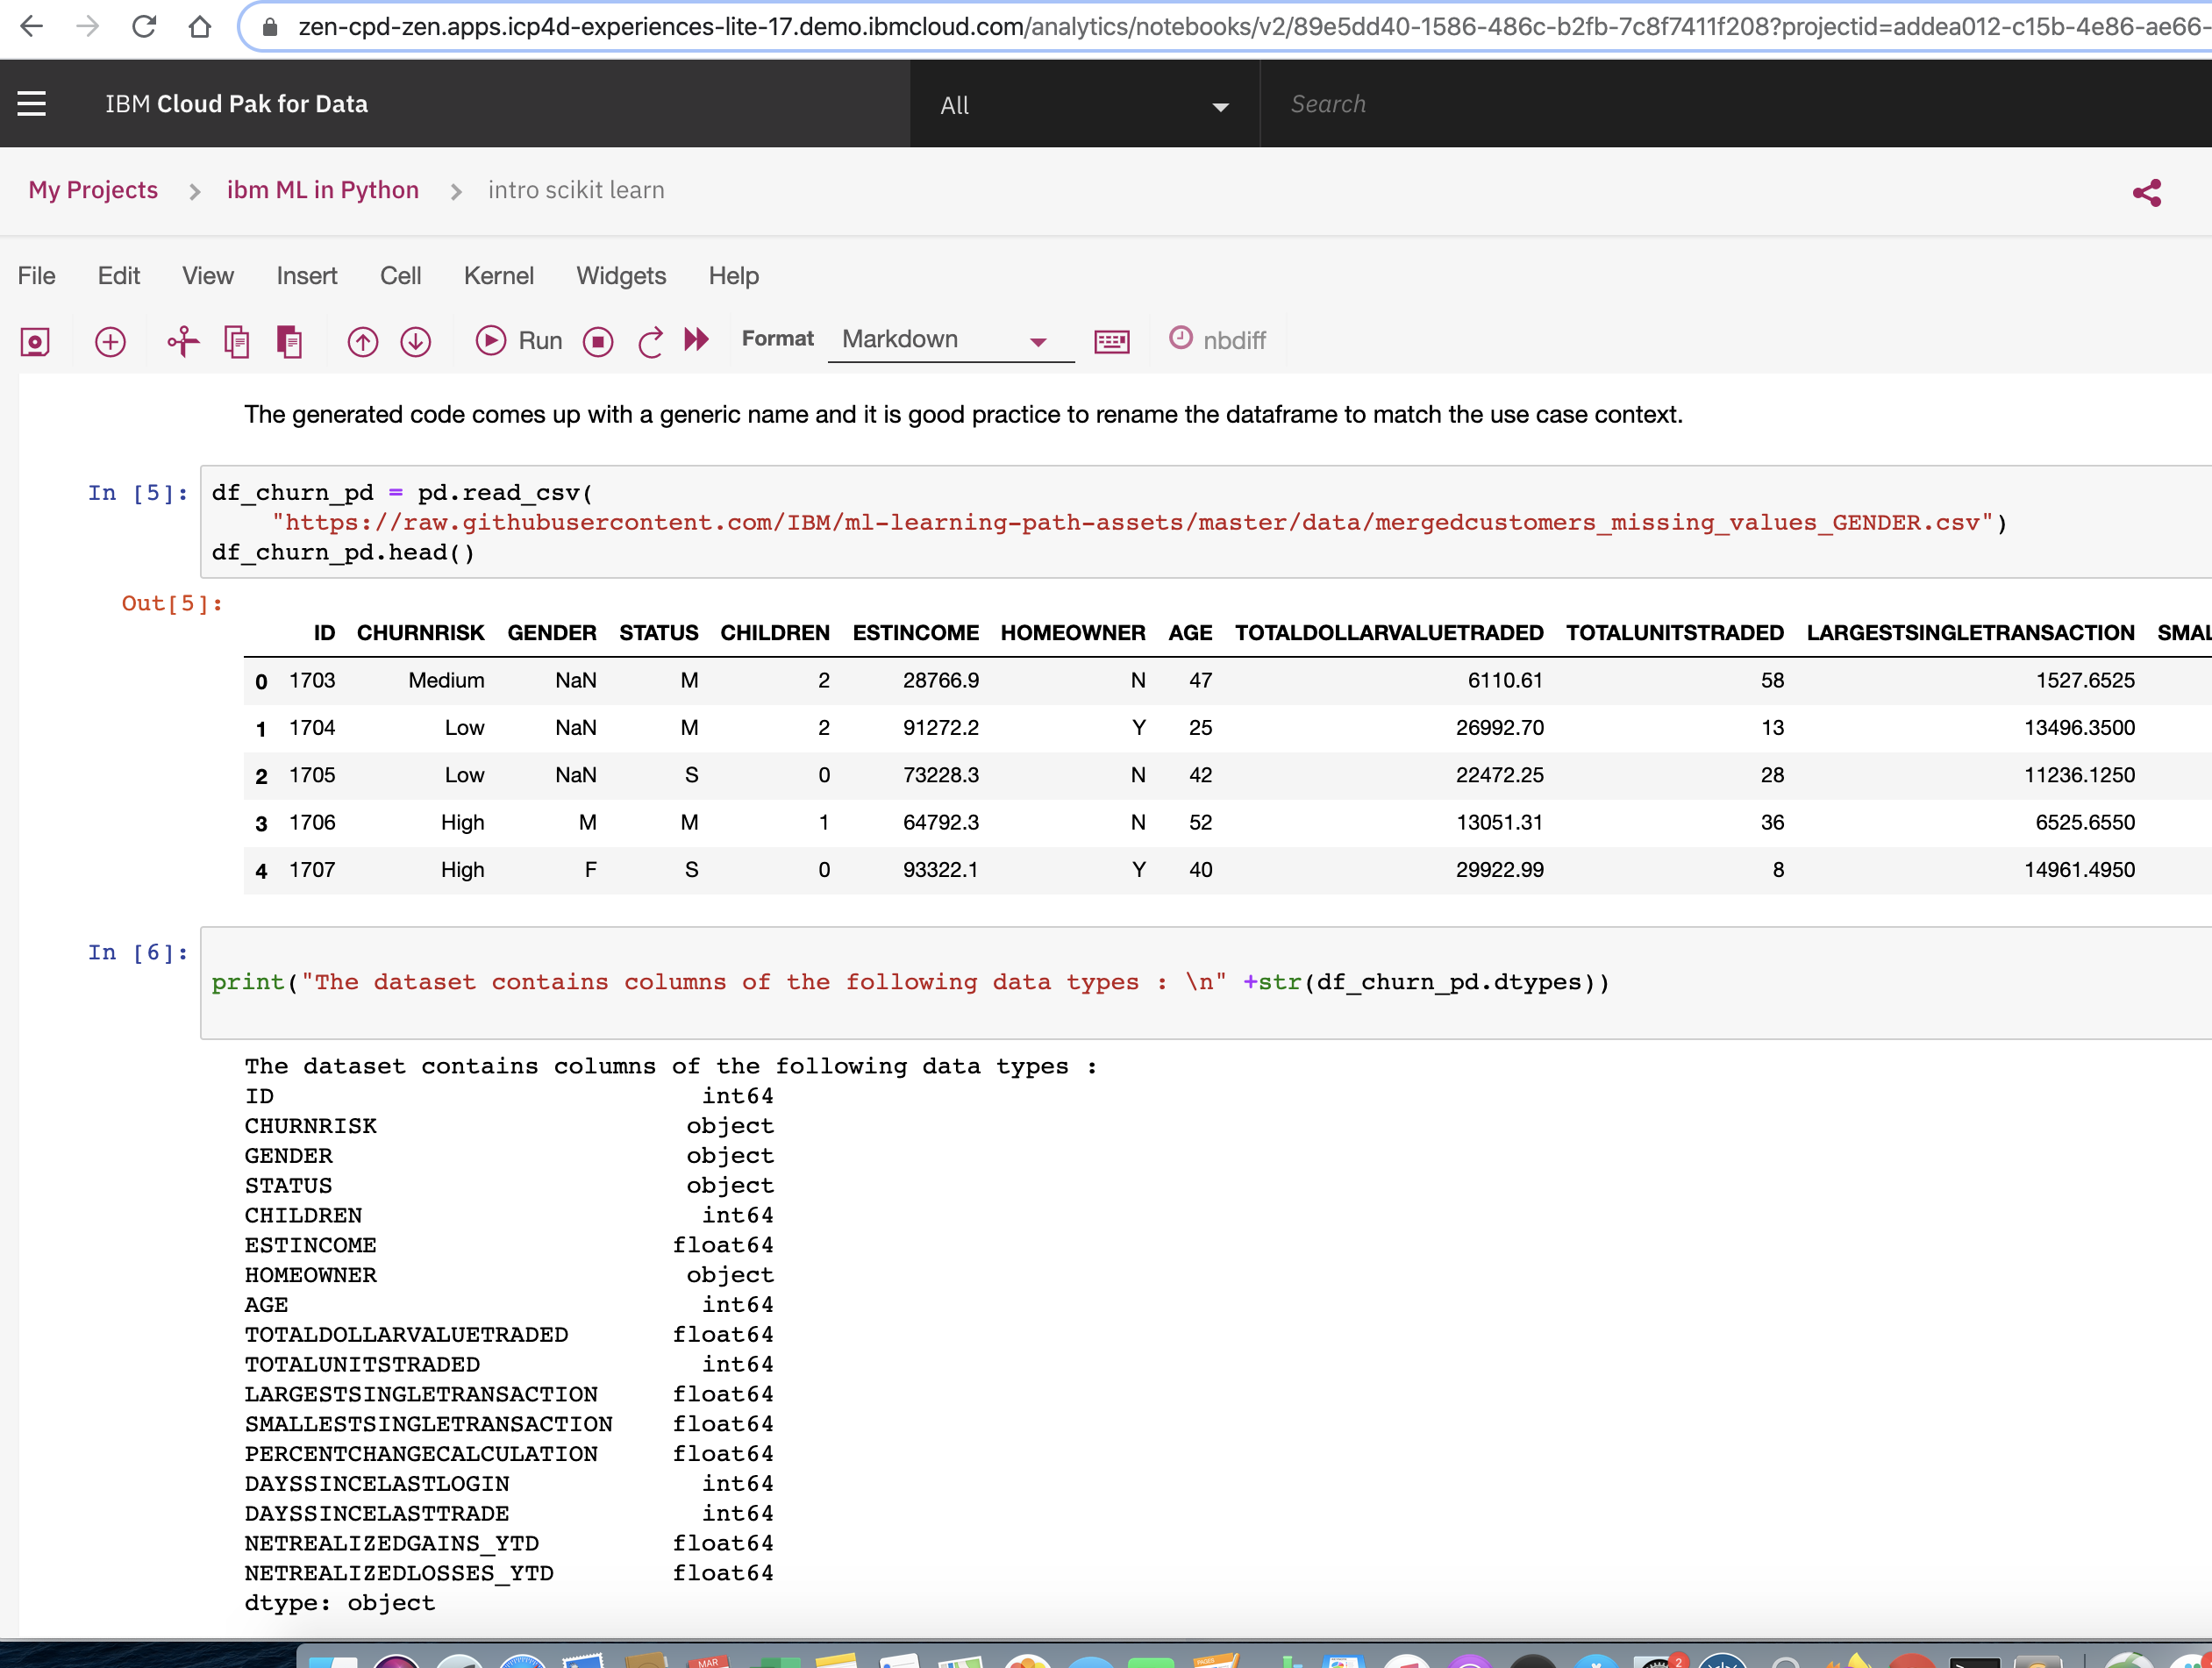 zen-cpd-zen.apps.icp4d-experiences-lite-17.demo.ibmcloud.com/analytics/notebooks/v2/89e5dd40-1586-486c-b2fb-7c8f7411f208?projectid=addea012-c15b-4e86-ae66-
IBM Cloud Pak for Data All Search
My Projects > ibm ML in Python > intro scikit learn
File Edit View Insert Cell Kernel Widgets Help
Run Format Markdown nbdiff
The generated code comes up with a generic name and it is good practice to rename the dataframe to match the use case context.
In [5]: df_churn_pd = pd.read_csv(
"https://raw.githubusercontent.com/IBM/ml-learning-path-assets/master/data/mergedcustomers_missing_values_GENDER.csv")
df_churn_pd.head()
Out[5]:
ID CHURNRISK GENDER STATUS CHILDREN ESTINCOME HOMEOWNER AGE TOTALDOLLARVALUETRADED TOTALUNITSTRADED LARGESTSINGLETRANSACTION SMAL
0 1703 Medium NaN M 2 28766.9 N 47 6110.61 58 1527.6525
1 1704 Low NaN M 2 91272.2 Y 25 26992.70 13 13496.3500
2 1705 Low NaN S 0 73228.3 N 42 22472.25 28 11236.1250
3 1706 High M M 1 64792.3 N 52 13051.31 36 6525.6550
4 1707 High F S 0 93322.1 Y 40 29922.99 8 14961.4950
In [6]:
print("The dataset contains columns of the following data types : \n" +str(df_churn_pd.dtypes))
The dataset contains columns of the following data types :
ID int64
CHURNRISK object
GENDER object
STATUS object
CHILDREN int64
ESTINCOME float64
HOMEOWNER object
AGE int64
TOTALDOLLARVALUETRADED float64
TOTALUNITSTRADED int64
LARGESTSINGLETRANSACTION float64
SMALLESTSINGLETRANSACTION float64
PERCENTCHANGECALCULATION float64
DAYSSINCELASTLOGIN int64
DAYSSINCELASTTRADE int64
NETREALIZEDGAINS_YTD float64
NETREALIZEDLOSSES_YTD float64
dtype: object
MAR PAGES 2